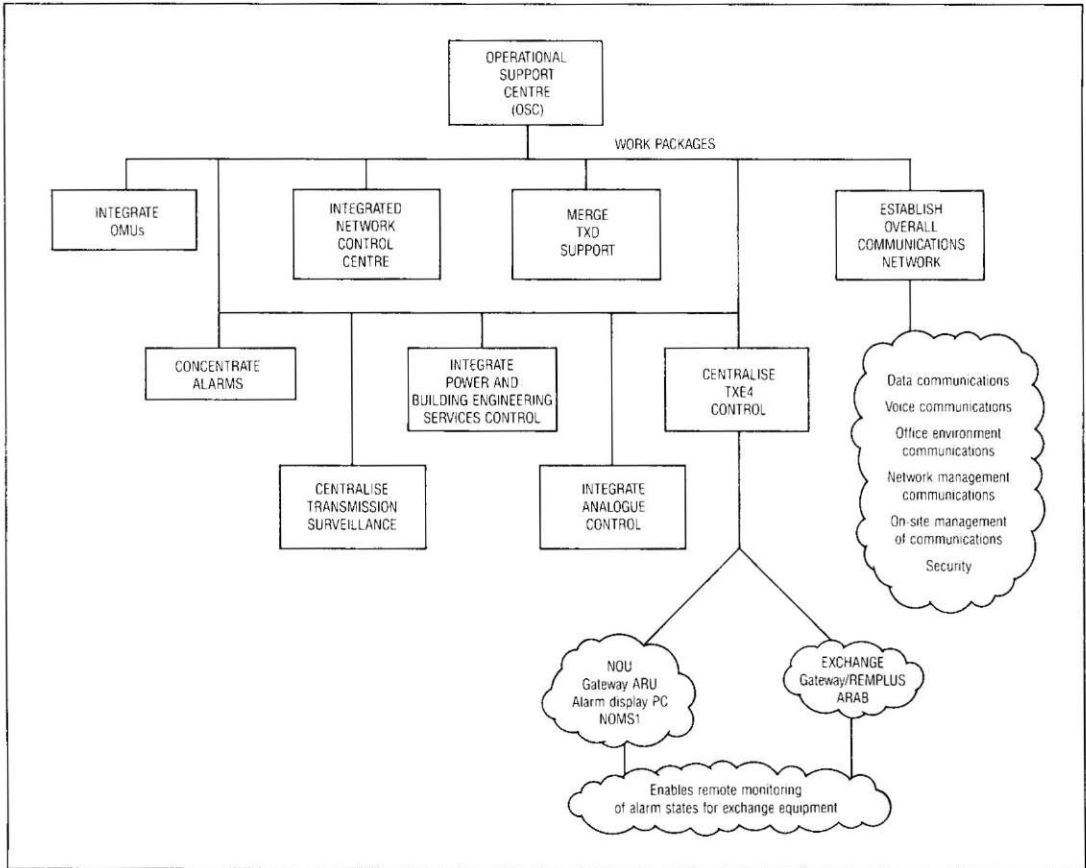 OPERATIONAL
SUPPORT
CENTRE
(OSC)
WORK PACKAGES
INTEGRATE
OMUs
INTEGRATED
NETWORK
CONTROL
CENTRE
MERGE
TXD
SUPPORT
ESTABLISH
OVERALL
COMMUNICATIONS
NETWORK
CONCENTRATE
ALARMS
INTEGRATE
POWER AND
BUILDING ENGINEERING
SERVICES CONTROL
CENTRALISE
TXE4
CONTROL
CENTRALISE
TRANSMISSION
SURVEILLANCE
INTEGRATE
ANALOGUE
CONTROL
Data communications
Voice communications
Office environment
communications
Network management
communications
On-site management
of communications
Security
NOU
Gateway ARU
Alarm display PC
NOMS1
EXCHANGE
Gateway/REMPLUS
ARAB
Enables remote monitoring
of alarm states for exchange equipment